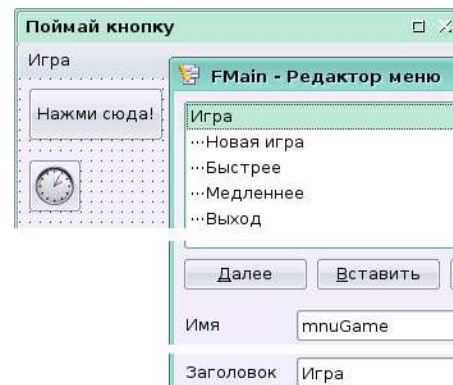 Поймай кнопку
Игра
FMain - Редактор меню
Нажми сюда!
Игра
···Новая игра
···Быстрее
···Медленнее
···Выход
Далее
Вставить
Имя
mnuGame
Заголовок
Игра